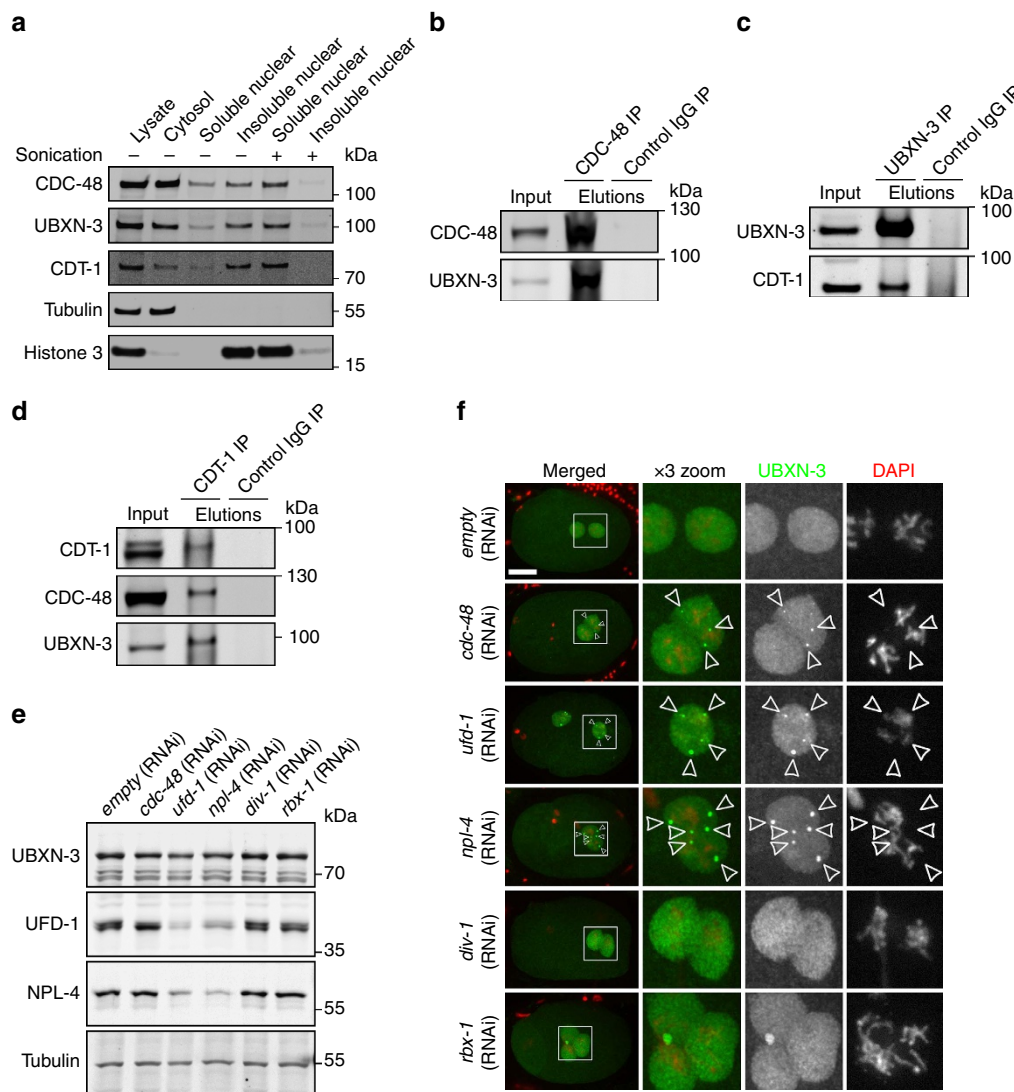 a
Lysate
Cytosol
Soluble nuclear
Insoluble nuclear
Soluble nuclear
Insoluble nuclear
Sonication − − − − + + kDa
CDC-48
100
UBXN-3
100
CDT-1
70
Tubulin
55
Histone 3
15
b
CDC-48 IP
Control IgG IP
Input Elutions kDa
130
CDC-48
100
UBXN-3
c
UBXN-3 IP
Control IgG IP
Input Elutions kDa
100
UBXN-3
100
CDT-1
d
CDT-1 IP
Control IgG IP
Input Elutions kDa
100
CDT-1
130
CDC-48
100
UBXN-3
e
empty (RNAi)
cdc-48 (RNAi)
ufd-1 (RNAi)
npl-4 (RNAi)
div-1 (RNAi)
rbx-1 (RNAi)
kDa
UBXN-3
70
UFD-1
35
NPL-4
55
Tubulin
55
f
Merged ×3 zoom UBXN-3 DAPI
empty
(RNAi)
cdc-48
(RNAi)
ufd-1
(RNAi)
npl-4
(RNAi)
div-1
(RNAi)
rbx-1
(RNAi)